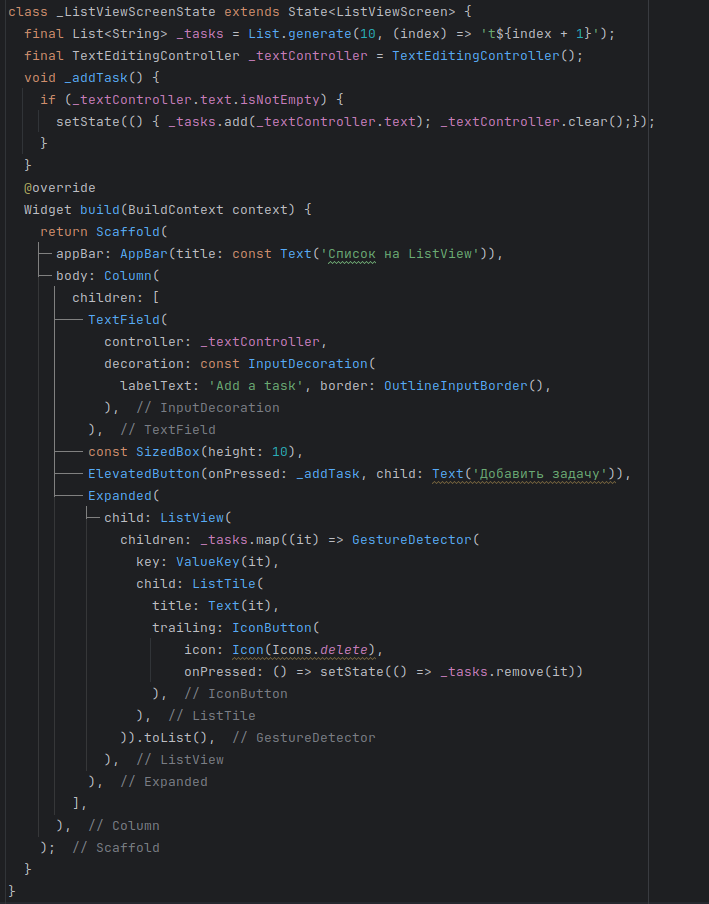 class _ListViewScreenState extends State<ListViewScreen> {
  final List<String> _tasks = List.generate(10, (index) => 't${index + 1}');
  final TextEditingController _textController = TextEditingController();
  void _addTask() {
    if (_textController.text.isNotEmpty) {
      setState(() { _tasks.add(_textController.text); _textController.clear();});
    }
  }
  @override
  Widget build(BuildContext context) {
    return Scaffold(
      appBar: AppBar(title: const Text('Список на ListView')),
      body: Column(
        children: [
          TextField(
            controller: _textController,
            decoration: const InputDecoration(
              labelText: 'Add a task', border: OutlineInputBorder(),
            ),  // InputDecoration
          ),  // TextField
          const SizedBox(height: 10),
          ElevatedButton(onPressed: _addTask, child: Text('Добавить задачу')),
          Expanded(
            child: ListView(
              children: _tasks.map((it) => GestureDetector(
                key: ValueKey(it),
                child: ListTile(
                  title: Text(it),
                  trailing: IconButton(
                      icon: Icon(Icons.delete),
                      onPressed: () => setState(() => _tasks.remove(it))
                  ),  // IconButton
                ),  // ListTile
              )).toList(),  // GestureDetector
            ),  // ListView
          ),  // Expanded
        ],
      ),  // Column
    );  // Scaffold
  }
}